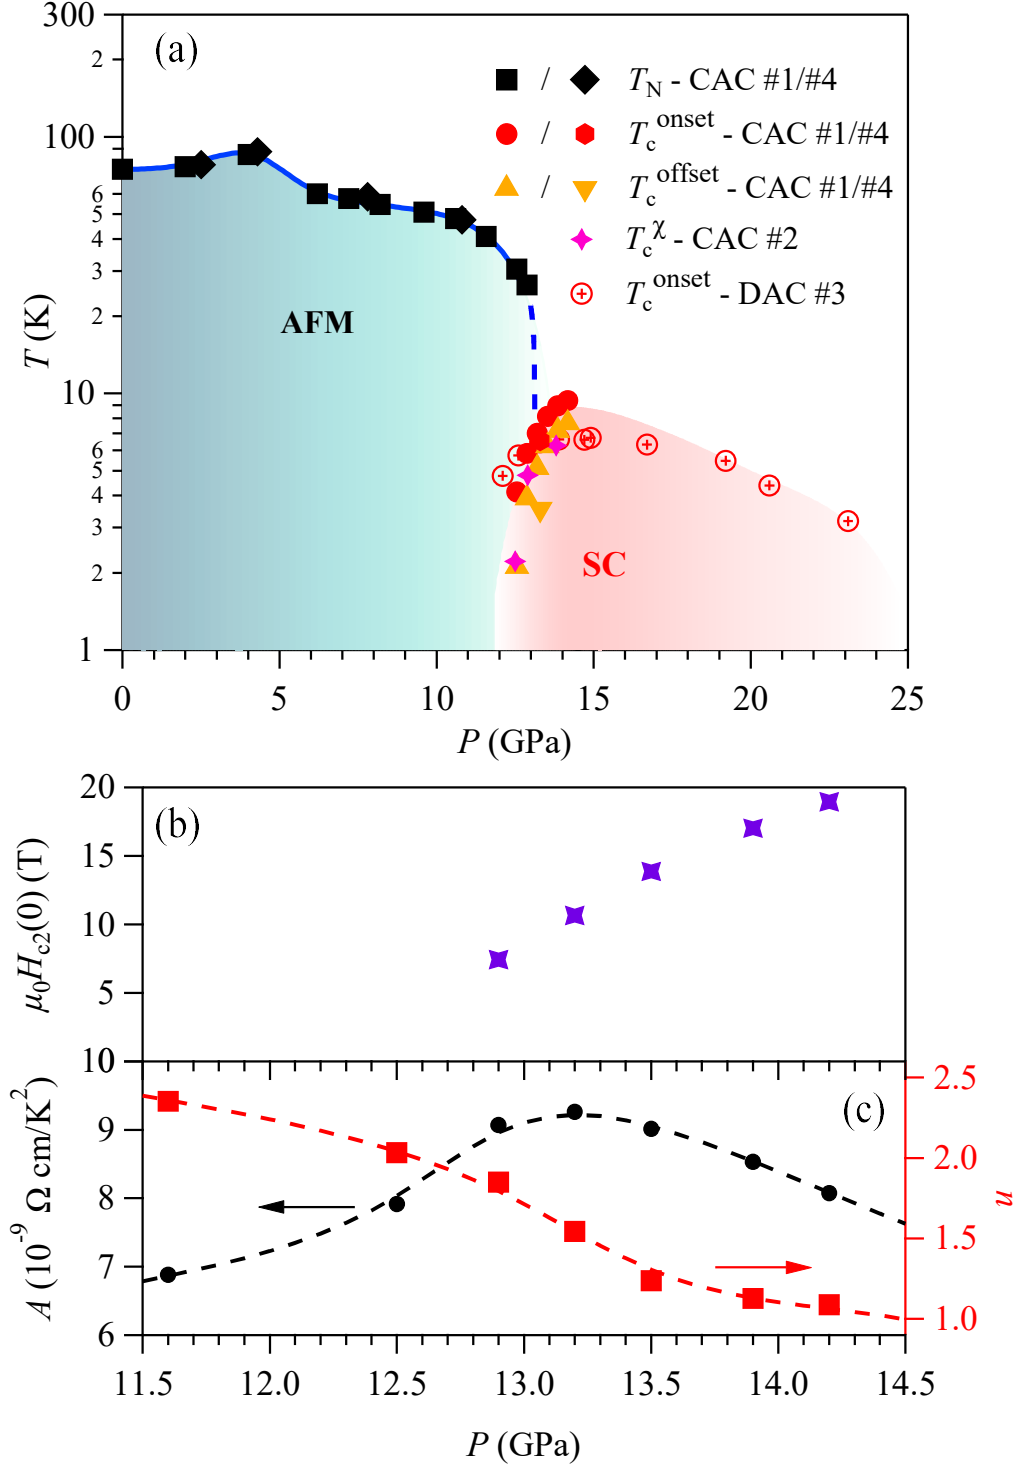 (a)
300
2
100
6
5
4
3
2
10
6
5
4
3
2
1
T (K)
T_N - CAC #1/#4
T_c^onset - CAC #1/#4
T_c^offset - CAC #1/#4
T_c^χ - CAC #2
T_c^onset - DAC #3
/
/
/
AFM
SC
0 5 10 15 20 25
P (GPa)
(b)
20
15
10
5
μ₀H_c2(0) (T)
(c)
10
9
8
7
6
A (10⁻⁹ Ω cm/K²)
2.5
2.0
1.5
1.0
n
11.5 12.0 12.5 13.0 13.5 14.0 14.5
P (GPa)